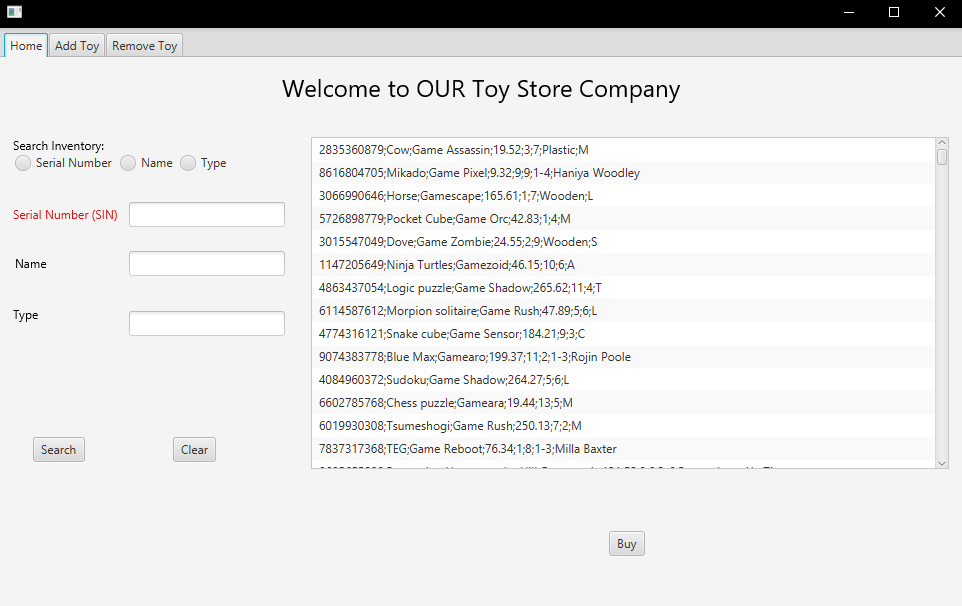 Home Add Toy Remove Toy
Welcome to OUR Toy Store Company
Search Inventory:
Serial Number Name Type
Serial Number (SIN)
Name
Type
Search Clear
2835360879;Cow;Game Assassin;19.52;3;7;Plastic;M
8616804705;Mikado;Game Pixel;9.32;9;9;1-4;Haniya Woodley
3066990646;Horse;Gamescape;165.61;1;7;Wooden;L
5726898779;Pocket Cube;Game Orc;42.83;1;4;M
3015547049;Dove;Game Zombie;24.55;2;9;Wooden;S
1147205649;Ninja Turtles;Gamezoid;46.15;10;6;A
4863437054;Logic puzzle;Game Shadow;265.62;11;4;T
6114587612;Morpion solitaire;Game Rush;47.89;5;6;L
4774316121;Snake cube;Game Sensor;184.21;9;3;C
9074383778;Blue Max;Gamearo;199.37;11;2;1-3;Rojin Poole
4084960372;Sudoku;Game Shadow;264.27;5;6;L
6602785768;Chess puzzle;Gameara;19.44;13;5;M
6019930308;Tsumeshogi;Game Rush;250.13;7;2;M
7837317368;TEG;Game Reboot;76.34;1;8;1-3;Milla Baxter
Buy